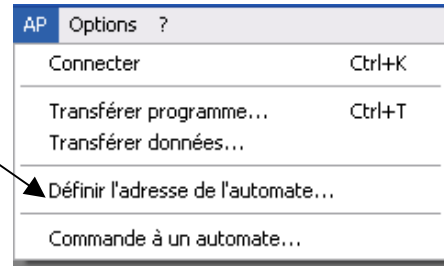 AP Options ?
Connecter Ctrl+K
Transférer programme... Ctrl+T
Transférer données...
Définir l'adresse de l'automate...
Commande à un automate...